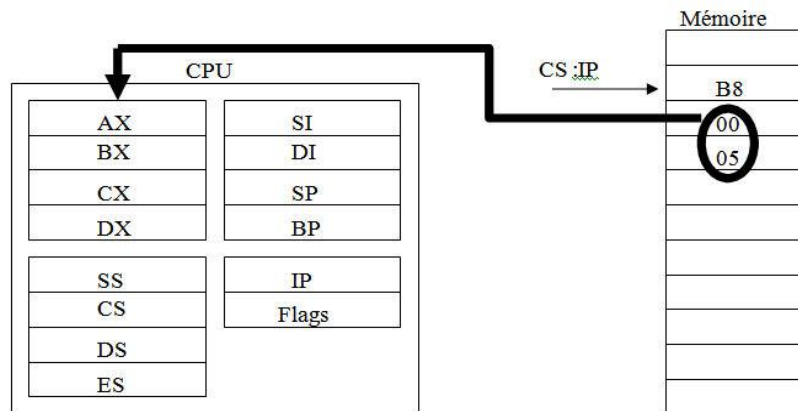 Mémoire
CPU
CS :IP
B8
AX
SI
00
BX
DI
05
CX
SP
DX
BP
SS
IP
CS
Flags
DS
ES